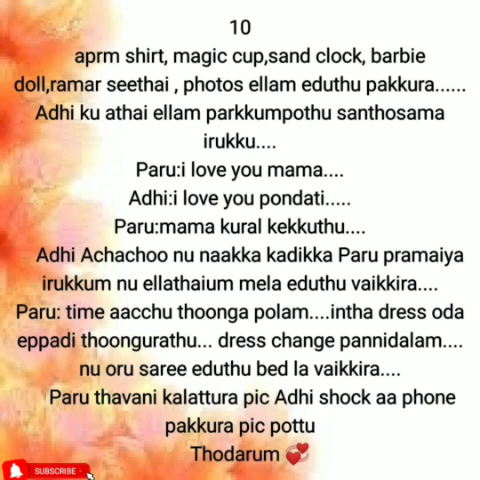 10
aprm shirt, magic cup,sand clock, barbie
doll,ramar seethai , photos ellam eduthu pakkura......
Adhi ku athai ellam parkkumpothu santhosama
irukku....
Paru:i love you mama....
Adhi:i love you pondati.....
Paru:mama kural kekkuthu....
Adhi Achachoo nu naakka kadikka Paru pramaiya
irukkum nu ellathaium mela eduthu vaikkira....
Paru: time aacchu thoonga polam....intha dress oda
eppadi thoongurathu... dress change pannidalam....
nu oru saree eduthu bed la vaikkira....
Paru thavani kalattura pic Adhi shock aa phone
pakkura pic pottu
Thodarum 💞
SUBSCRIBE